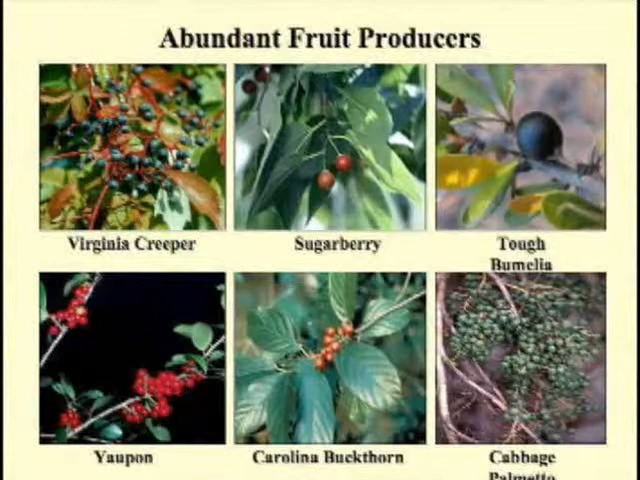 Abundant Fruit Producers
Virginia Creeper
Sugarberry
Tough
Bumelia
Yaupon
Carolina Buckthorn
Cabbage
Palmetto